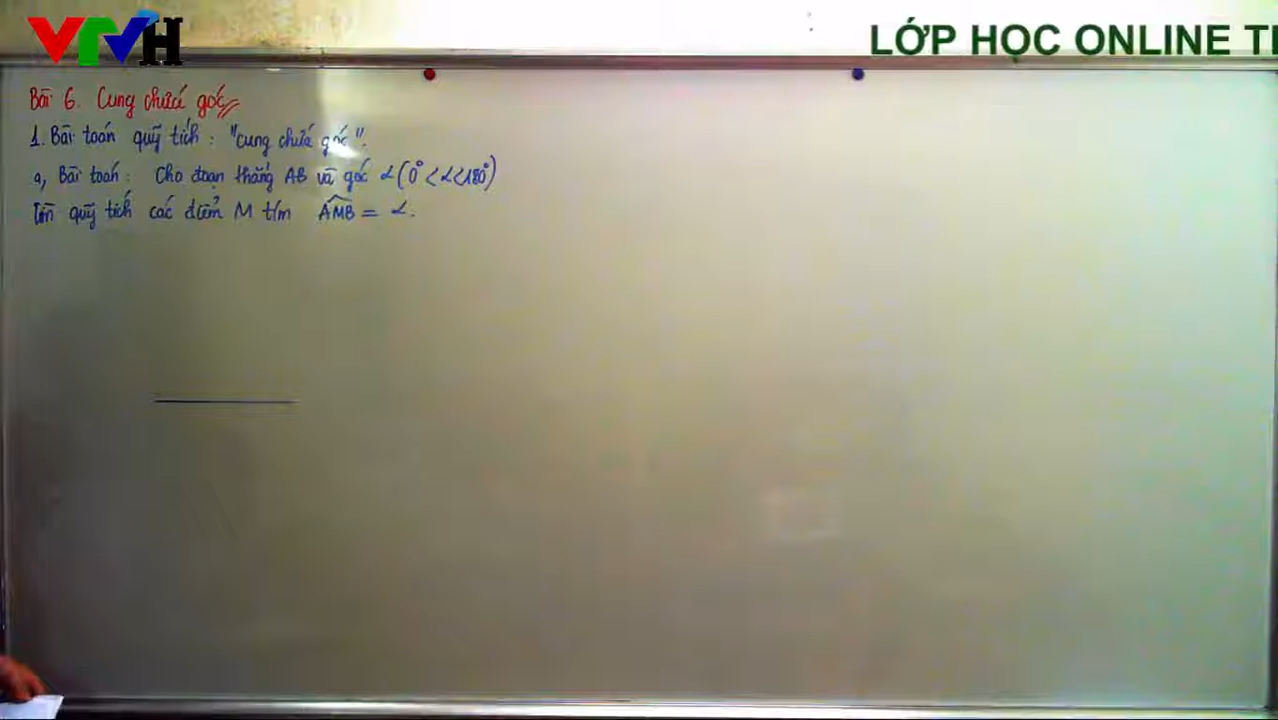 VTVH
LỚP HỌC ONLINE T
Bài 6. Cung chứa góc
1. Bài toán quỹ tích : "cung chứa góc".
a, Bài toán : Cho đoạn thẳng AB và góc α (0° < α < 180°)
Tìm quỹ tích các điểm M t/m AMB = α.